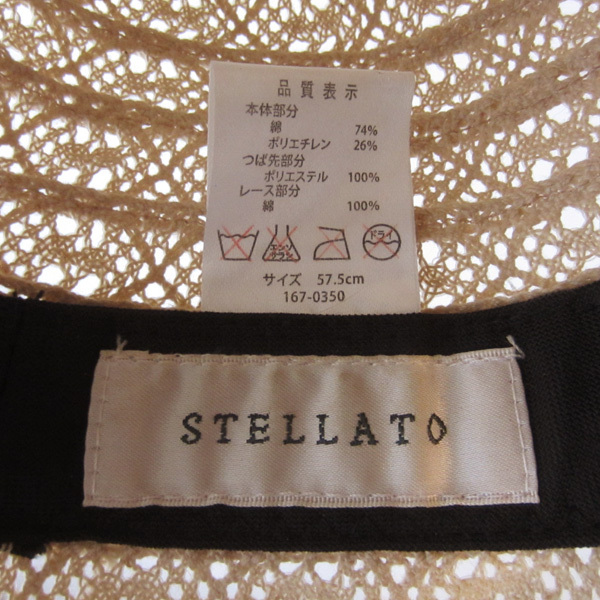 品質表示
本体部分
綿 74%
ポリエチレン 26%
つば先部分
ポリエステル 100%
レース部分
綿 100%
エンソ ドライ
サラシ
サイズ 57.5cm
167-0350
STELLATO